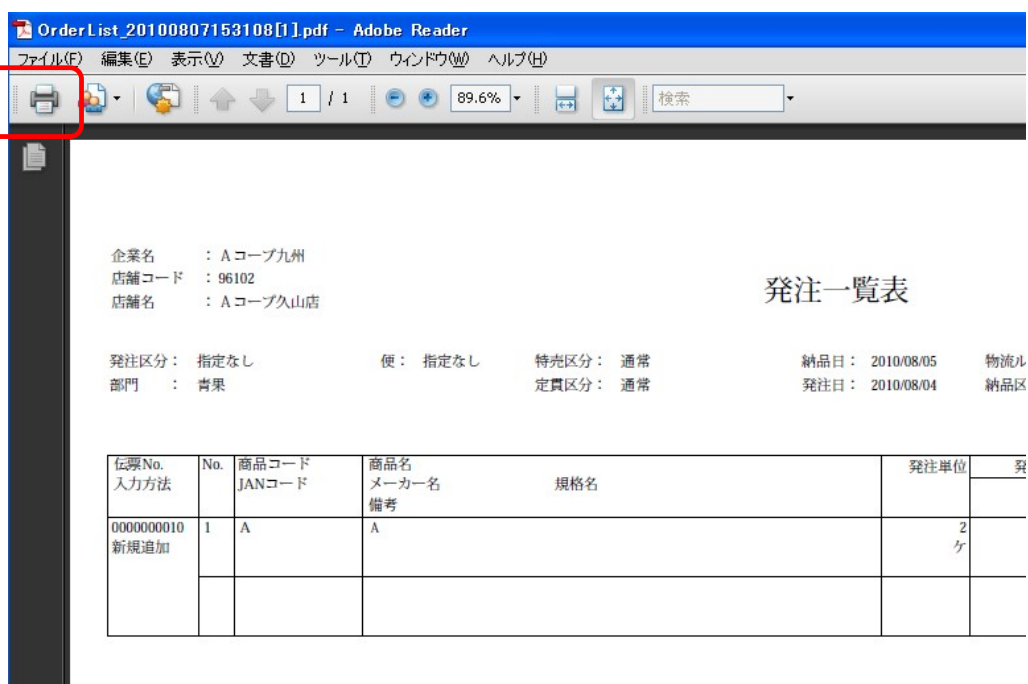 OrderList_20100807153108[1].pdf - Adobe Reader
ファイル(F) 編集(E) 表示(V) 文書(D) ツール(T) ウィンドウ(W) ヘルプ(H)
1 / 1 89.6% 検索
企業名 : Aコープ九州
店舗コード : 96102
店舗名 : Aコープ久山店
発注一覧表
発注区分： 指定なし 便： 指定なし 特売区分： 通常 納品日： 2010/08/05 物流ル
部門 : 青果 定貫区分： 通常 発注日： 2010/08/04 納品区
伝票No. No. 商品コード 商品名 発注単位 発
入力方法 JANコード メーカー名 規格名
備考
0000000010 1 A A 2
新規追加 ケ